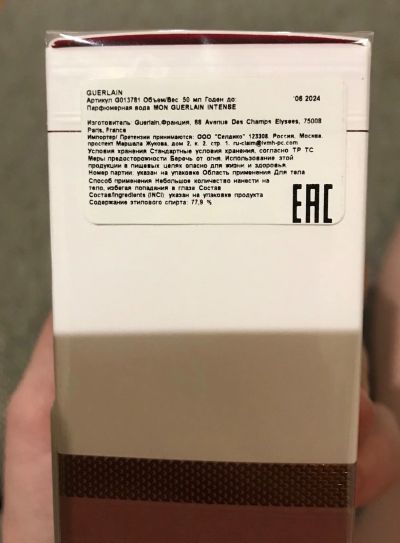 GUERLAIN
Артикул G013781 Объем/Вес 50 мл Годен до: '06 2024
Парфюмерная вода MON GUERLAIN INTENSE
Изготовитель: Guerlain,Франция, 68 Avenue Des Champs Elysees, 75008
Paris, France
Импортер/ Претензии принимаются: ООО "Селдико" 123308, Россия, Москва,
проспект Маршала Жукова, дом 2, к. 2, стр. 1. ru-claim@lvmh-pc.com
Условия хранения Стандартные условия хранения, согласно ТР ТС
Меры предосторожности Беречь от огня. Использование этой
продукции в пищевых целях опасно для жизни и здоровья.
Номер партии: указан на упаковке Область применения Для тела
Способ применения Небольшое количество нанести на
тело, избегая попадания в глаза Состав
Состав/Ingredients (INCI): указан на упаковке продукта
Содержание этилового спирта: 77,9 %
EAC